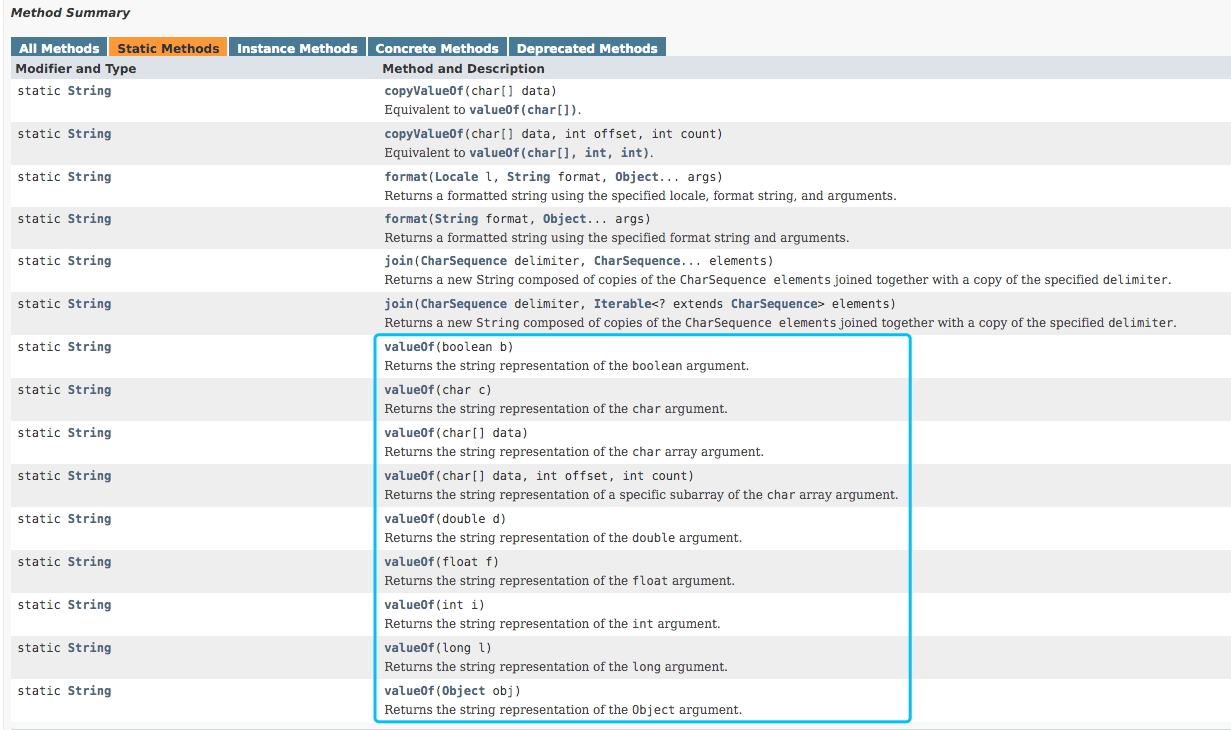 Method Summary
All Methods Static Methods Instance Methods Concrete Methods Deprecated Methods
Modifier and Type Method and Description
static String copyValueOf(char[] data)
Equivalent to valueOf(char[]).
static String copyValueOf(char[] data, int offset, int count)
Equivalent to valueOf(char[], int, int).
static String format(Locale l, String format, Object... args)
Returns a formatted string using the specified locale, format string, and arguments.
static String format(String format, Object... args)
Returns a formatted string using the specified format string and arguments.
static String join(CharSequence delimiter, CharSequence... elements)
Returns a new String composed of copies of the CharSequence elements joined together with a copy of the specified delimiter.
static String join(CharSequence delimiter, Iterable<? extends CharSequence> elements)
Returns a new String composed of copies of the CharSequence elements joined together with a copy of the specified delimiter.
static String valueOf(boolean b)
Returns the string representation of the boolean argument.
static String valueOf(char c)
Returns the string representation of the char argument.
static String valueOf(char[] data)
Returns the string representation of the char array argument.
static String valueOf(char[] data, int offset, int count)
Returns the string representation of a specific subarray of the char array argument.
static String valueOf(double d)
Returns the string representation of the double argument.
static String valueOf(float f)
Returns the string representation of the float argument.
static String valueOf(int i)
Returns the string representation of the int argument.
static String valueOf(long l)
Returns the string representation of the long argument.
static String valueOf(Object obj)
Returns the string representation of the Object argument.